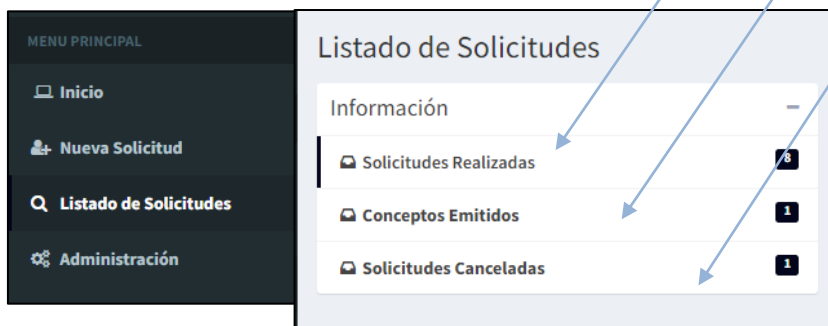 MENU PRINCIPAL
Inicio
Nueva Solicitud
Listado de Solicitudes
Administración
Listado de Solicitudes
Información
Solicitudes Realizadas 8
Conceptos Emitidos 1
Solicitudes Canceladas 1